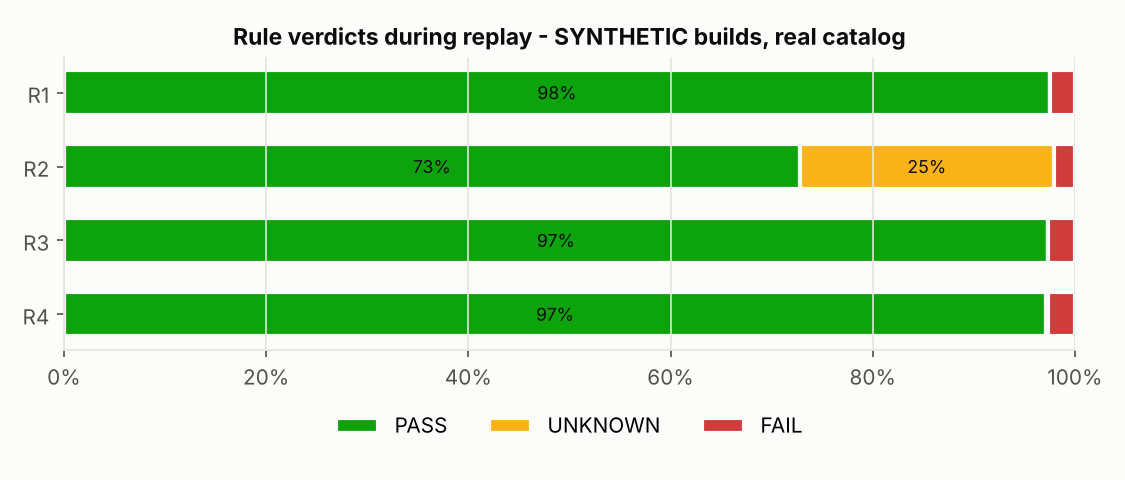 Rule verdicts during replay - SYNTHETIC builds, real catalog
R1 98%
R2 73% 25%
R3 97%
R4 97%
0% 20% 40% 60% 80% 100%
PASS UNKNOWN FAIL